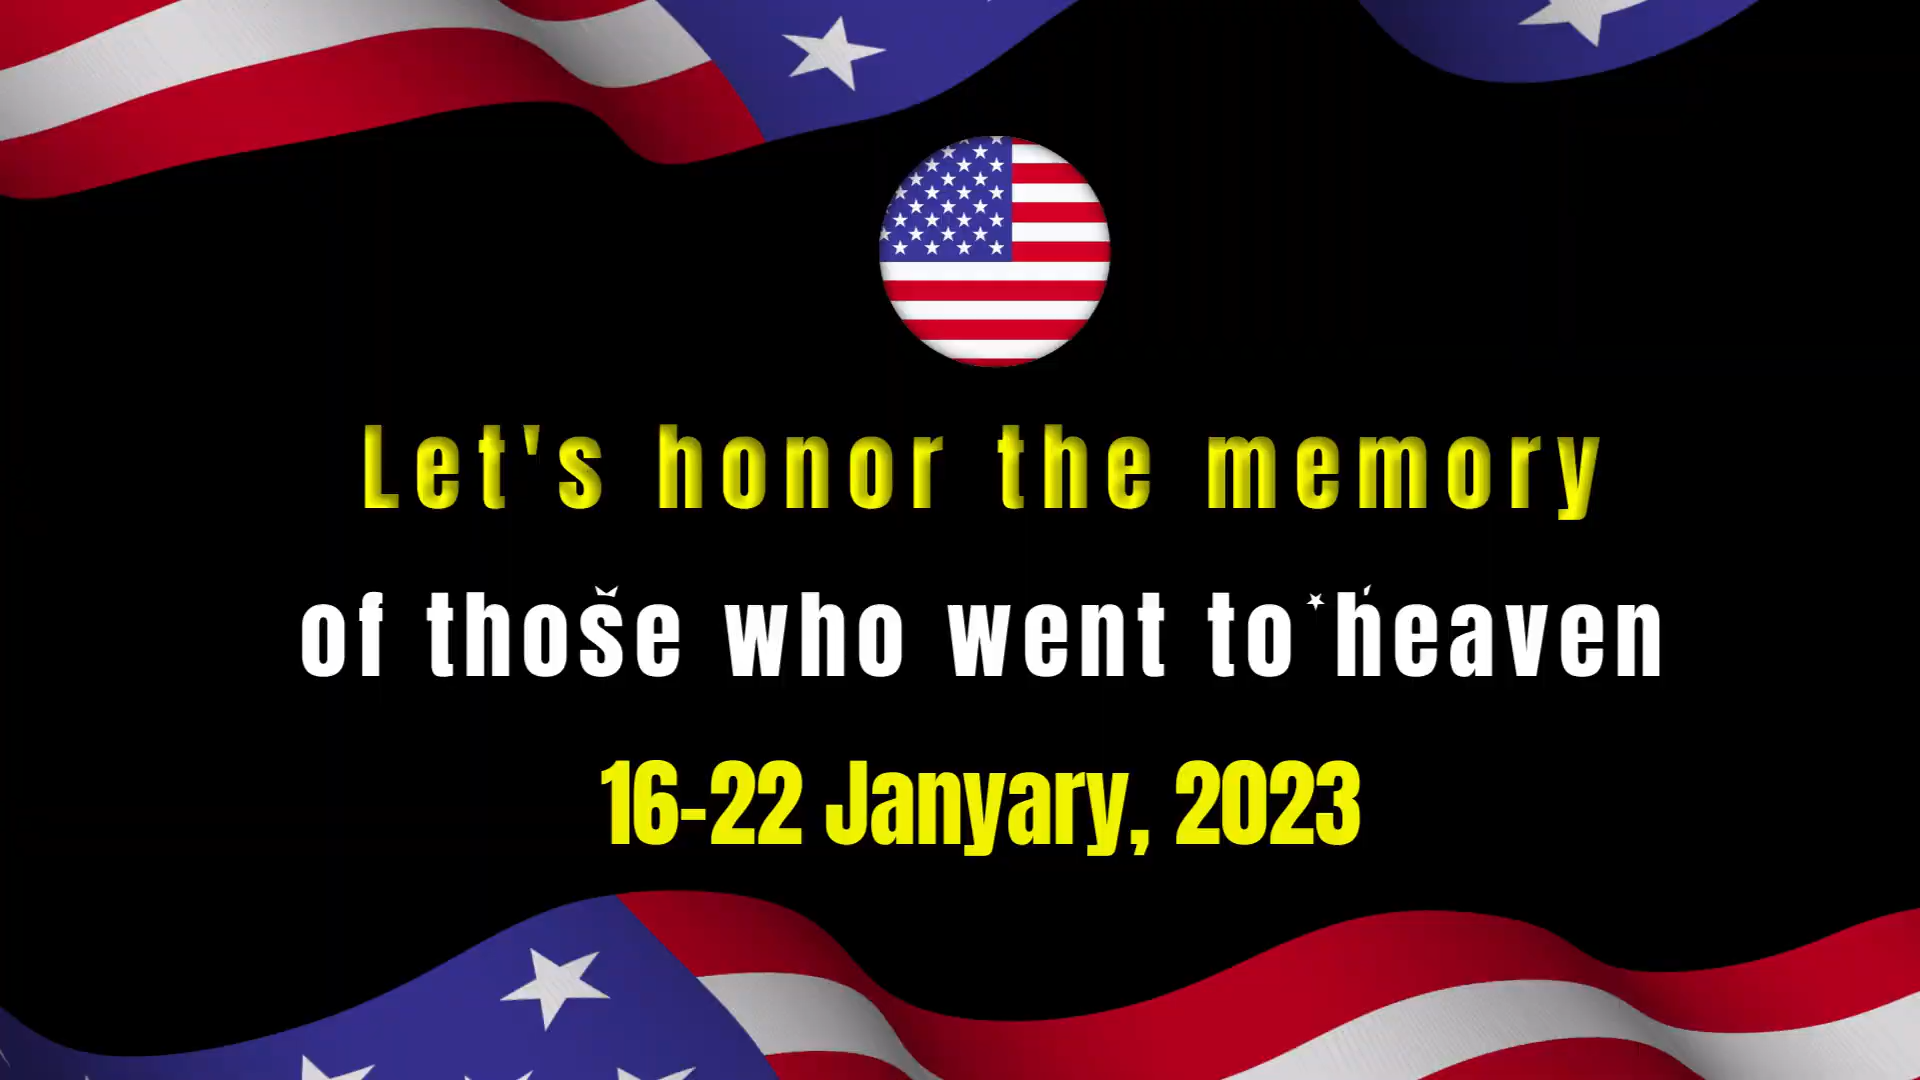 Let's honor the memory
of those who went to heaven
16-22 Janyary, 2023